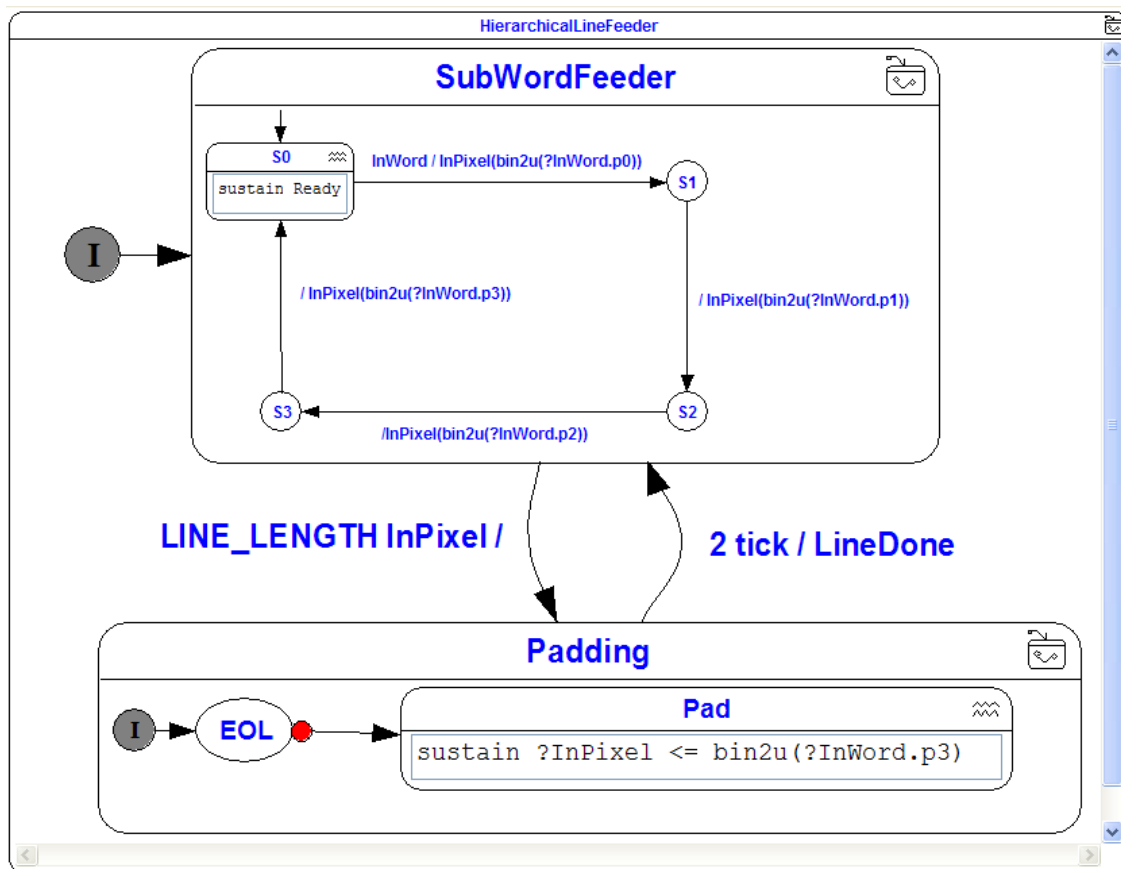 HierarchicalLineFeeder
SubWordFeeder
S0
sustain Ready
InWord / InPixel(bin2u(?InWord.p0))
S1
I
/ InPixel(bin2u(?InWord.p3))
/ InPixel(bin2u(?InWord.p1))
S3
S2
/InPixel(bin2u(?InWord.p2))
LINE_LENGTH InPixel /
2 tick / LineDone
Padding
I
EOL
Pad
sustain ?InPixel <= bin2u(?InWord.p3)